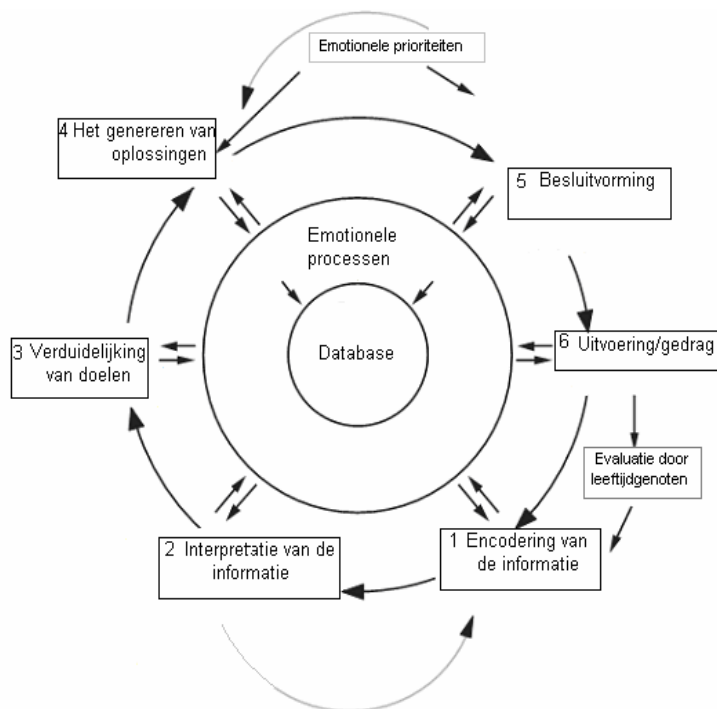 Emotionele prioriteiten
4 Het genereren van
oplossingen
5 Besluitvorming
Emotionele
processen
3 Verduidelijking
van doelen
Database
6 Uitvoering/gedrag
Evaluatie door
leeftijdgenoten
2 Interpretatie van de
informatie
1 Encodering van
de informatie